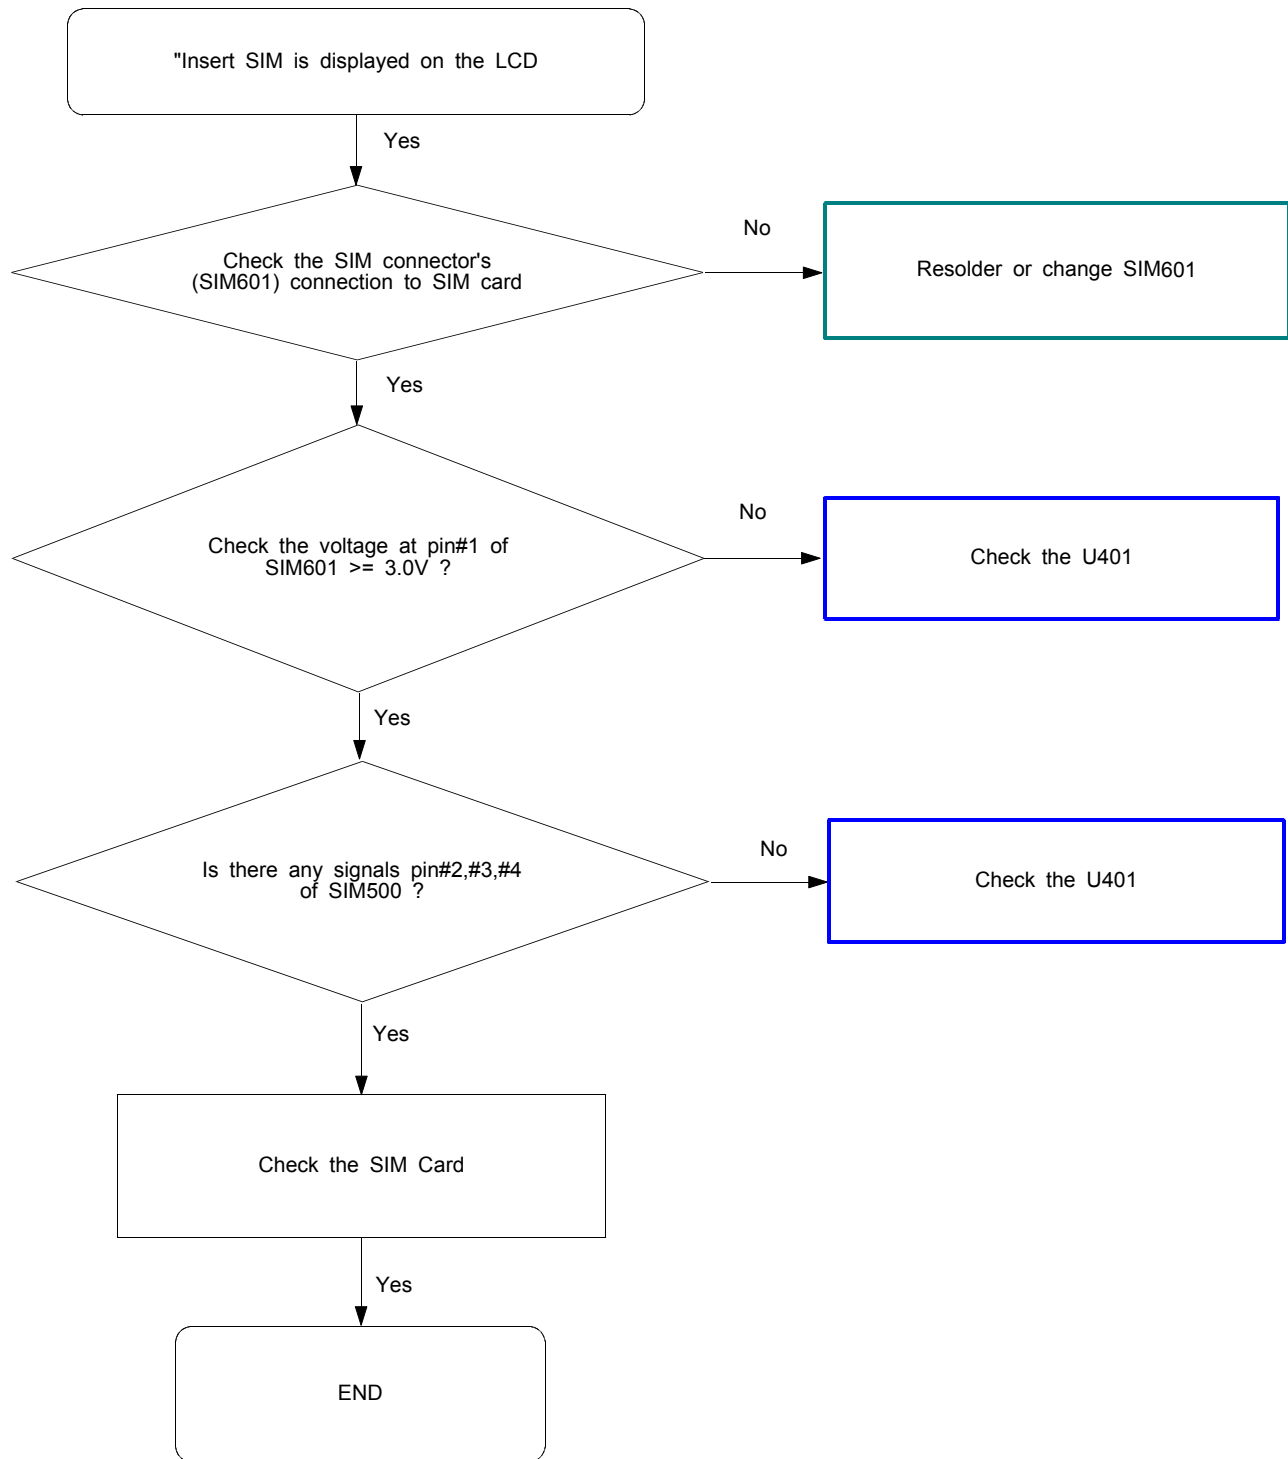 "Insert SIM is displayed on the LCD
Yes
Check the SIM connector's
(SIM601) connection to SIM card
No
Resolder or change SIM601
Yes
Check the voltage at pin#1 of
SIM601 >= 3.0V ?
No
Check the U401
Yes
Is there any signals pin#2,#3,#4
of SIM500 ?
No
Check the U401
Yes
Check the SIM Card
Yes
END